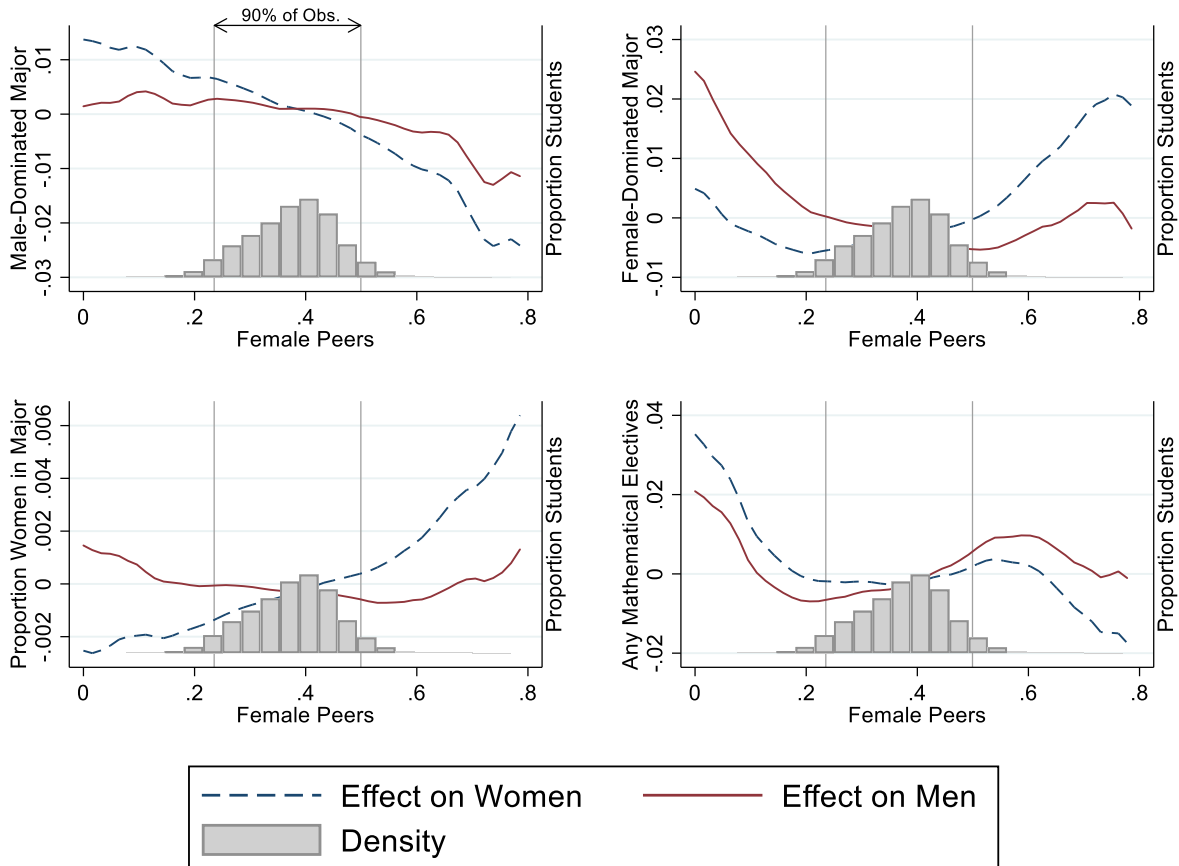 90% of Obs.
Male-Dominated Major
.01
0
-.01
-.02
-.03
0 .2 .4 .6 .8
Female Peers
Proportion Students
Female-Dominated Major
.03
.02
.01
0
-.01
0 .2 .4 .6 .8
Female Peers
Proportion Students
Proportion Women in Major
.006
.004
.002
0
-.002
0 .2 .4 .6 .8
Female Peers
Proportion Students
Any Mathematical Electives
.04
.02
0
-.02
0 .2 .4 .6 .8
Female Peers
Proportion Students
Effect on Women Effect on Men
Density